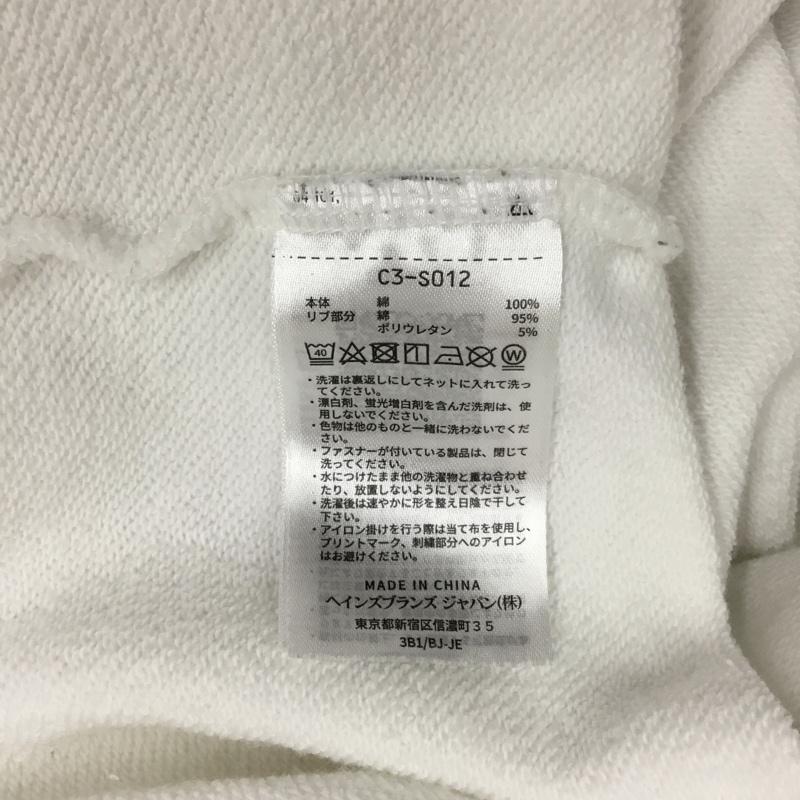 C3-S012
本体 綿 100%
リブ部分 綿 95%
ポリウレタン 5%
40 W
・洗濯は裏返しにしてネットに入れて洗っ
てください。
・漂白剤、蛍光増白剤を含んだ洗剤は、使
用しないでください。
・色物は他のものと一緒に洗わないでくだ
さい。
・ファスナーが付いている製品は、閉じて
洗ってください。
・水につけたまま他の洗濯物と重ね合わせ
たり、放置しないようにしてください。
・洗濯後は速やかに形を整え日陰で干して
下さい。
・アイロン掛けを行う際は当て布を使用し、
プリントマーク、刺繍部分へのアイロン
はお避けください。
MADE IN CHINA
ヘインズブランズ ジャパン(株)
東京都新宿区信濃町35
3B1/BJ-JE